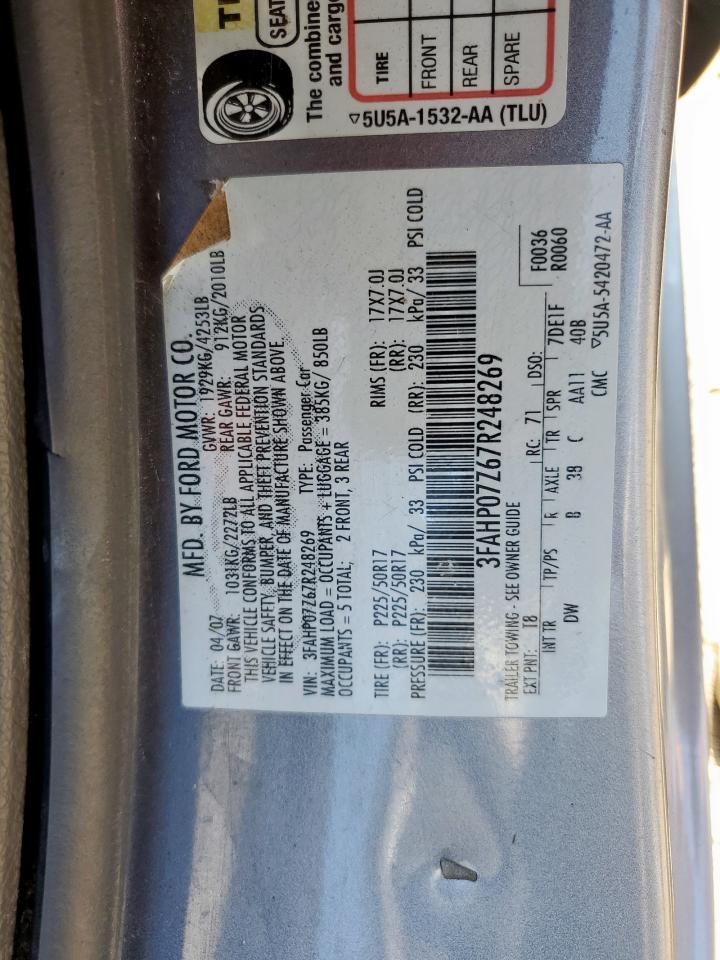 TI
SEAT
The combine
and cargo
TIRE
FRONT
REAR
SPARE
▽5U5A-1532-AA (TLU)
MFD. BY FORD MOTOR CO.
DATE: 04/07 GVWR: 1929KG/4253LB
FRONT GAWR: 1031KG/2272LB REAR GAWR: 912KG/2010LB
THIS VEHICLE CONFORMS TO ALL APPLICABLE FEDERAL MOTOR
VEHICLE SAFETY, BUMPER, AND THEFT PREVENTION STANDARDS
IN EFFECT ON THE DATE OF MANUFACTURE SHOWN ABOVE.
VIN: 3FAHP07Z67R248269 TYPE: Passenger Car
MAXIMUM LOAD = OCCUPANTS + LUGGAGE = 385KG/ 850LB
OCCUPANTS = 5 TOTAL; 2 FRONT, 3 REAR
TIRE (FR): P225/50R17 RIMS (FR): 17X7.0J
(RR): P225/50R17 (RR): 17X7.0J
PRESSURE (FR): 230 kPa/ 33 PSI COLD (RR): 230 kPa/ 33 PSI COLD
3FAHP07Z67R248269
TRAILER TOWING - SEE OWNER GUIDE F0036
EXT PNT: T8 RC: 71 DSO: R0060
INT TR TP/PS R AXLE TR SPR 7DE1F
DW B 38 C AA11 40B
CMC ▽5U5A-5420472-AA